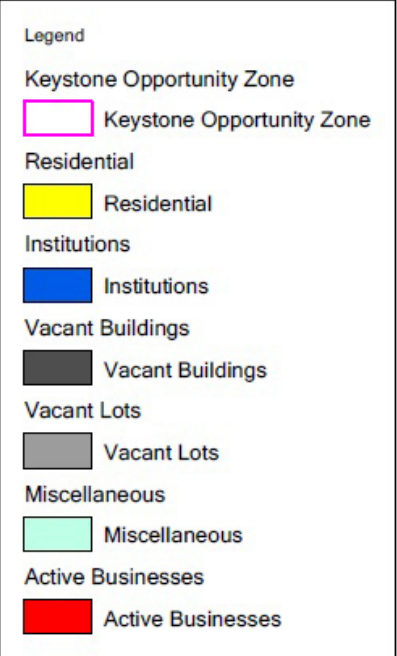 Legend
Keystone Opportunity Zone
Keystone Opportunity Zone
Residential
Residential
Institutions
Institutions
Vacant Buildings
Vacant Buildings
Vacant Lots
Vacant Lots
Miscellaneous
Miscellaneous
Active Businesses
Active Businesses